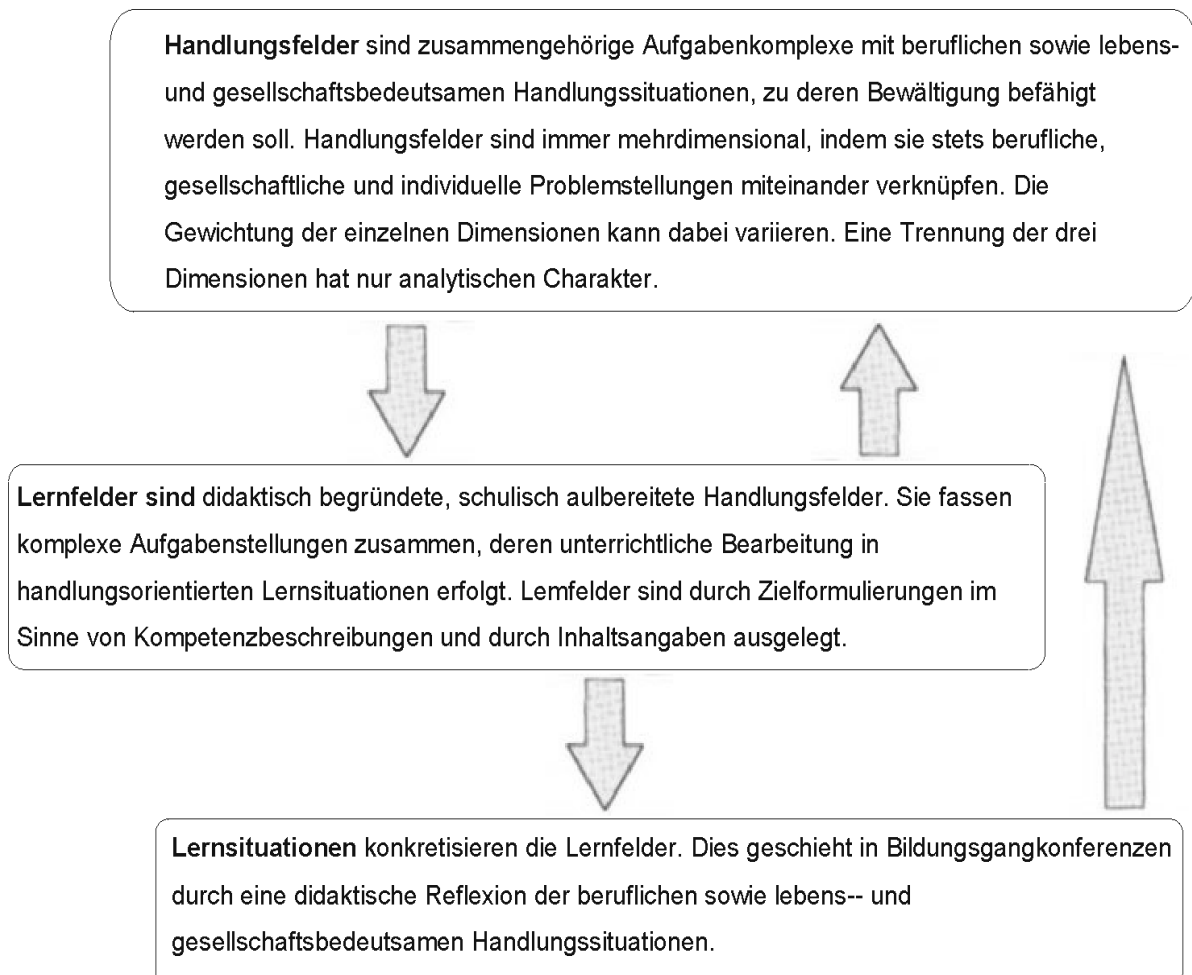 Handlungsfelder sind zusammengehörige Aufgabenkomplexe mit beruflichen sowie lebens-
und gesellschaftsbedeutsamen Handlungssituationen, zu deren Bewältigung befähigt
werden soll. Handlungsfelder sind immer mehrdimensional, indem sie stets berufliche,
gesellschaftliche und individuelle Problemstellungen miteinander verknüpfen. Die
Gewichtung der einzelnen Dimensionen kann dabei variieren. Eine Trennung der drei
Dimensionen hat nur analytischen Charakter.
Lernfelder sind didaktisch begründete, schulisch aulbereitete Handlungsfelder. Sie fassen
komplexe Aufgabenstellungen zusammen, deren unterrichtliche Bearbeitung in
handlungsorientierten Lernsituationen erfolgt. Lemfelder sind durch Zielformulierungen im
Sinne von Kompetenzbeschreibungen und durch Inhaltsangaben ausgelegt.
Lernsituationen konkretisieren die Lernfelder. Dies geschieht in Bildungsgangkonferenzen
durch eine didaktische Reflexion der beruflichen sowie lebens-- und
gesellschaftsbedeutsamen Handlungssituationen.